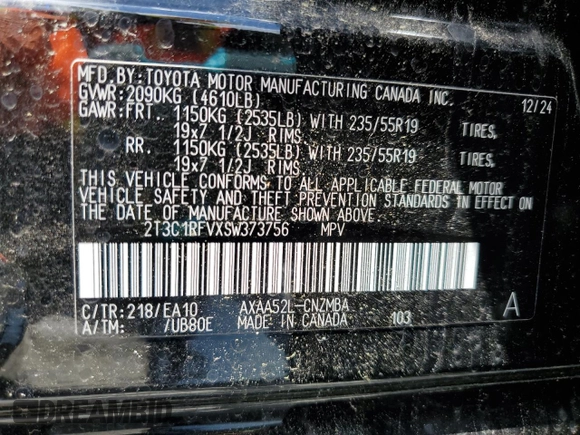 MFD.BY:TOYOTA MOTOR MANUFACTURING CANADA INC.
GVWR:2090KG (4610LB) 12/24
GAWR:FRT. 1150KG (2535LB) WITH 235/55R19 TIRES,
19x7 1/2J RIMS
RR. 1150KG (2535LB) WITH 235/55R19 TIRES,
19x7 1/2J RIMS
THIS VEHICLE CONFORMS TO ALL APPLICABLE FEDERAL MOTOR
VEHICLE SAFETY AND THEFT PREVENTION STANDARDS IN EFFECT ON
THE DATE OF MANUFACTURE SHOWN ABOVE.
2T3C1RFVXSW373756 MPV
C/TR:218/EA10 AXAA52L-CNZMBA A
A/TM: /UB80E MADE IN CANADA 103
DREAMBID